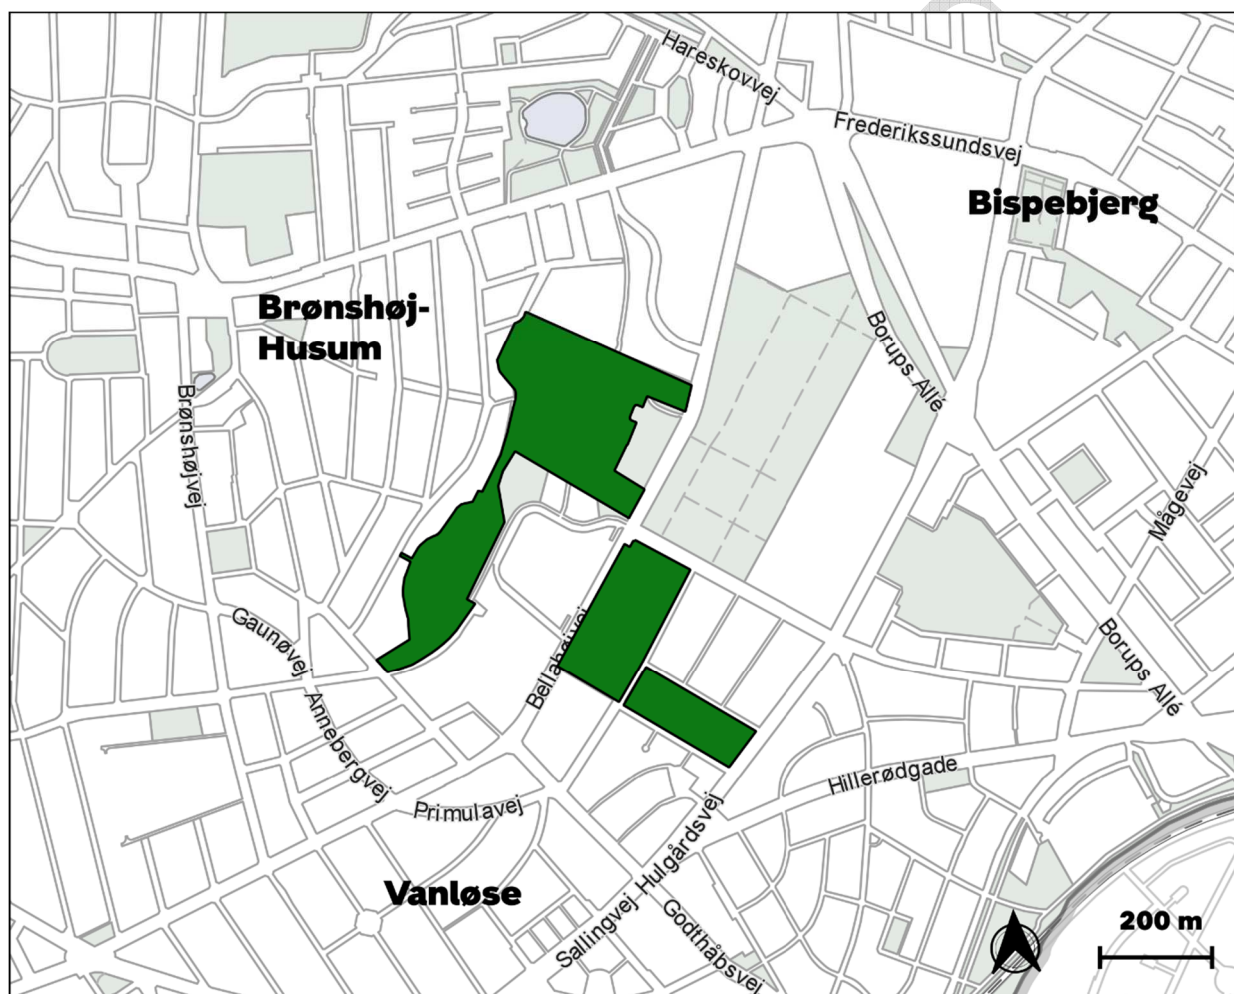 Hareskovvej
Frederikssundsvej
Bispebjerg
Brønshøj-
Husum
Borups Allé
Brønshøjvej
Mågevej
Gaunøvej
Bellahøjvej
Borups Allé
Annebergvej
Hillerødgade
Primulavej
Hulgårdsvej
Vanløse
Sallingvej
Godthåbsvej
200 m